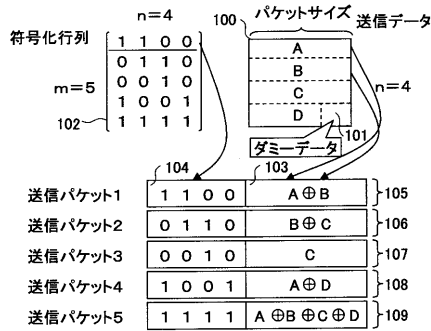 n=4
100
パケットサイズ
送信データ
符号化行列
1 1 0 0
0 1 1 0
0 0 1 0
1 0 0 1
1 1 1 1
m=5
102
A
B
C
D
n=4
101
ダミーデータ
104
103
送信パケット1
1 1 0 0
A⊕B
105
送信パケット2
0 1 1 0
B⊕C
106
送信パケット3
0 0 1 0
C
107
送信パケット4
1 0 0 1
A⊕D
108
送信パケット5
1 1 1 1
A⊕B⊕C⊕D
109